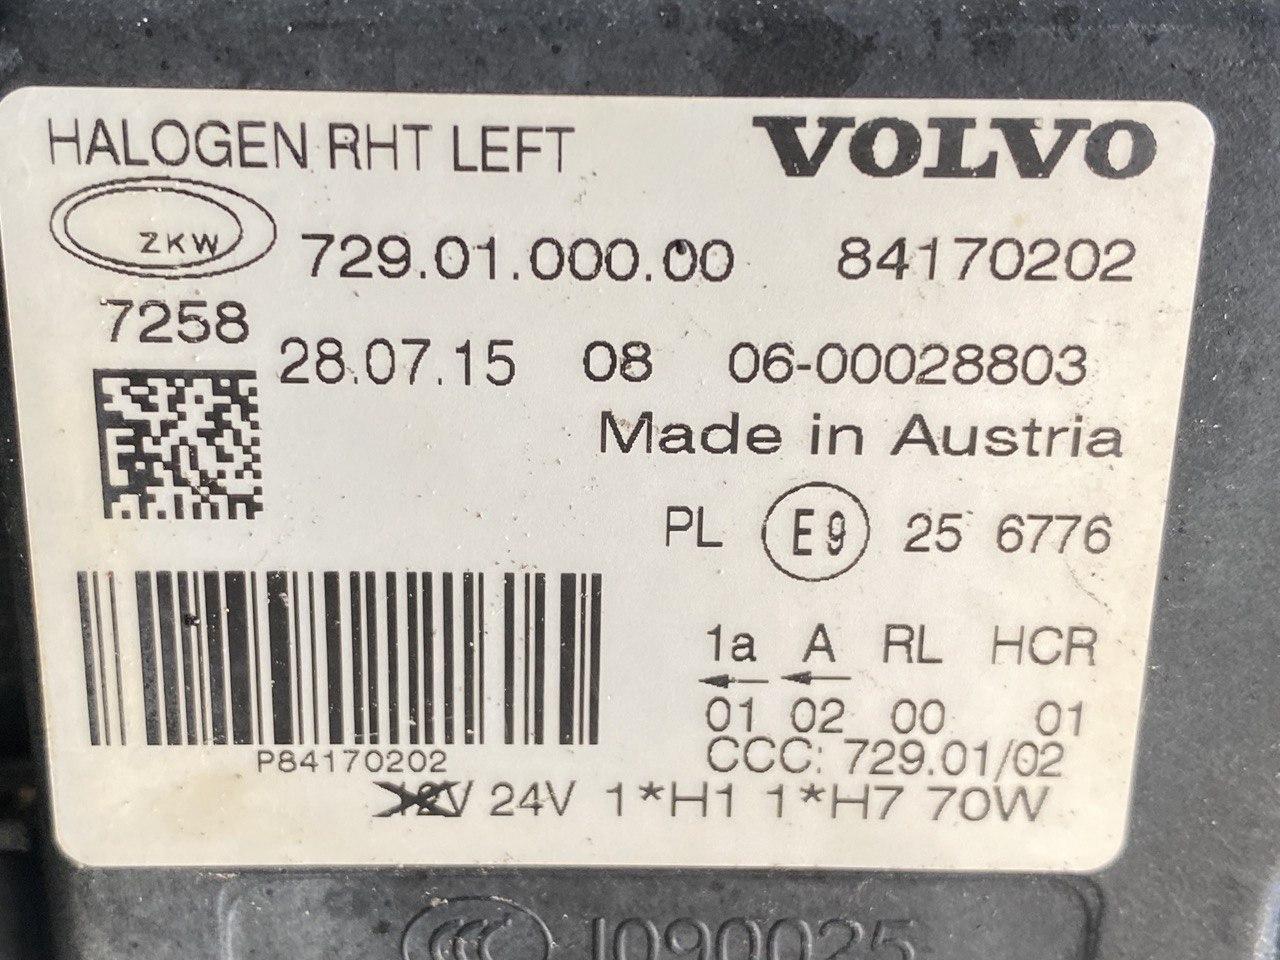 HALOGEN RHT LEFT VOLVO
ZKW 729.01.000.00 84170202
7258
28.07.15 08 06-00028803
Made in Austria
PL E9 25 6776
1a A RL HCR
01 02 00 01
CCC: 729.01/02
P84170202
12V 24V 1*H1 1*H7 70W
CCC 1090025